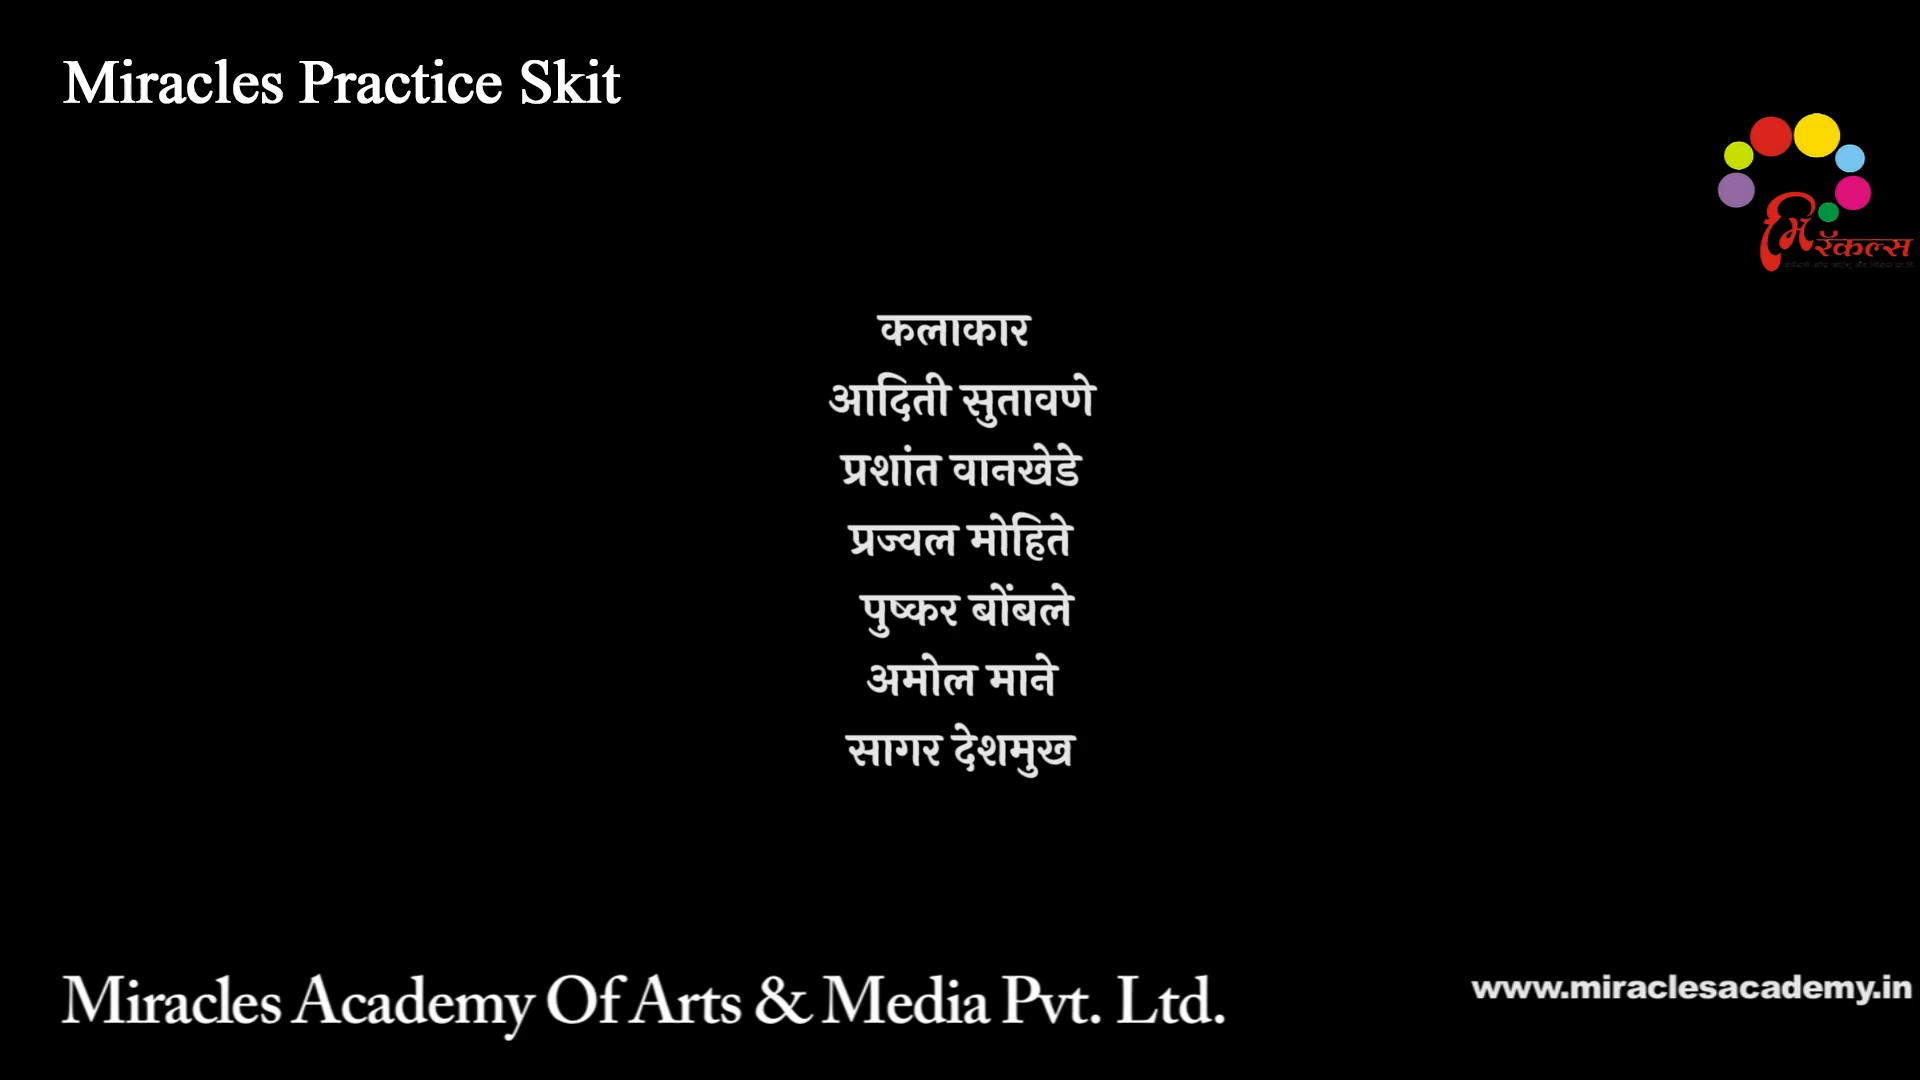 Miracles Practice Skit
मिरॅकल्स
कलाकार
आदिती सुतावणे
प्रशांत वानखेडे
प्रज्वल मोहिते
पुष्कर बोंबले
अमोल माने
सागर देशमुख
Miracles Academy Of Arts & Media Pvt. Ltd.
www.miraclesacademy.in